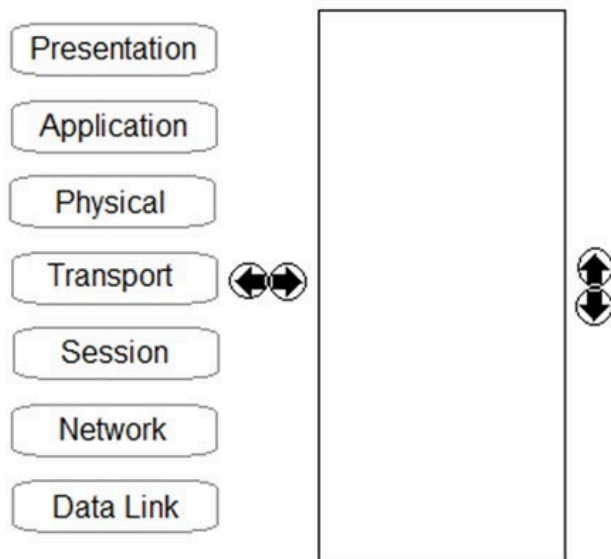 Presentation
Application
Physical
Transport
Session
Network
Data Link